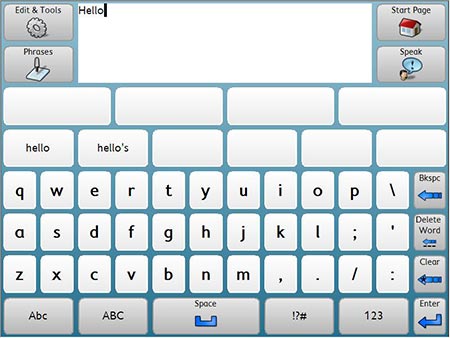 Edit & Tools
Hello
Start Page
Phrases
Speak
hello hello's
q w e r t y u i o p \ Bkspc
a s d f g h j k l ; ' Delete Word
z x c v b n m , . / : Clear
Abc ABC Space !?# 123 Enter